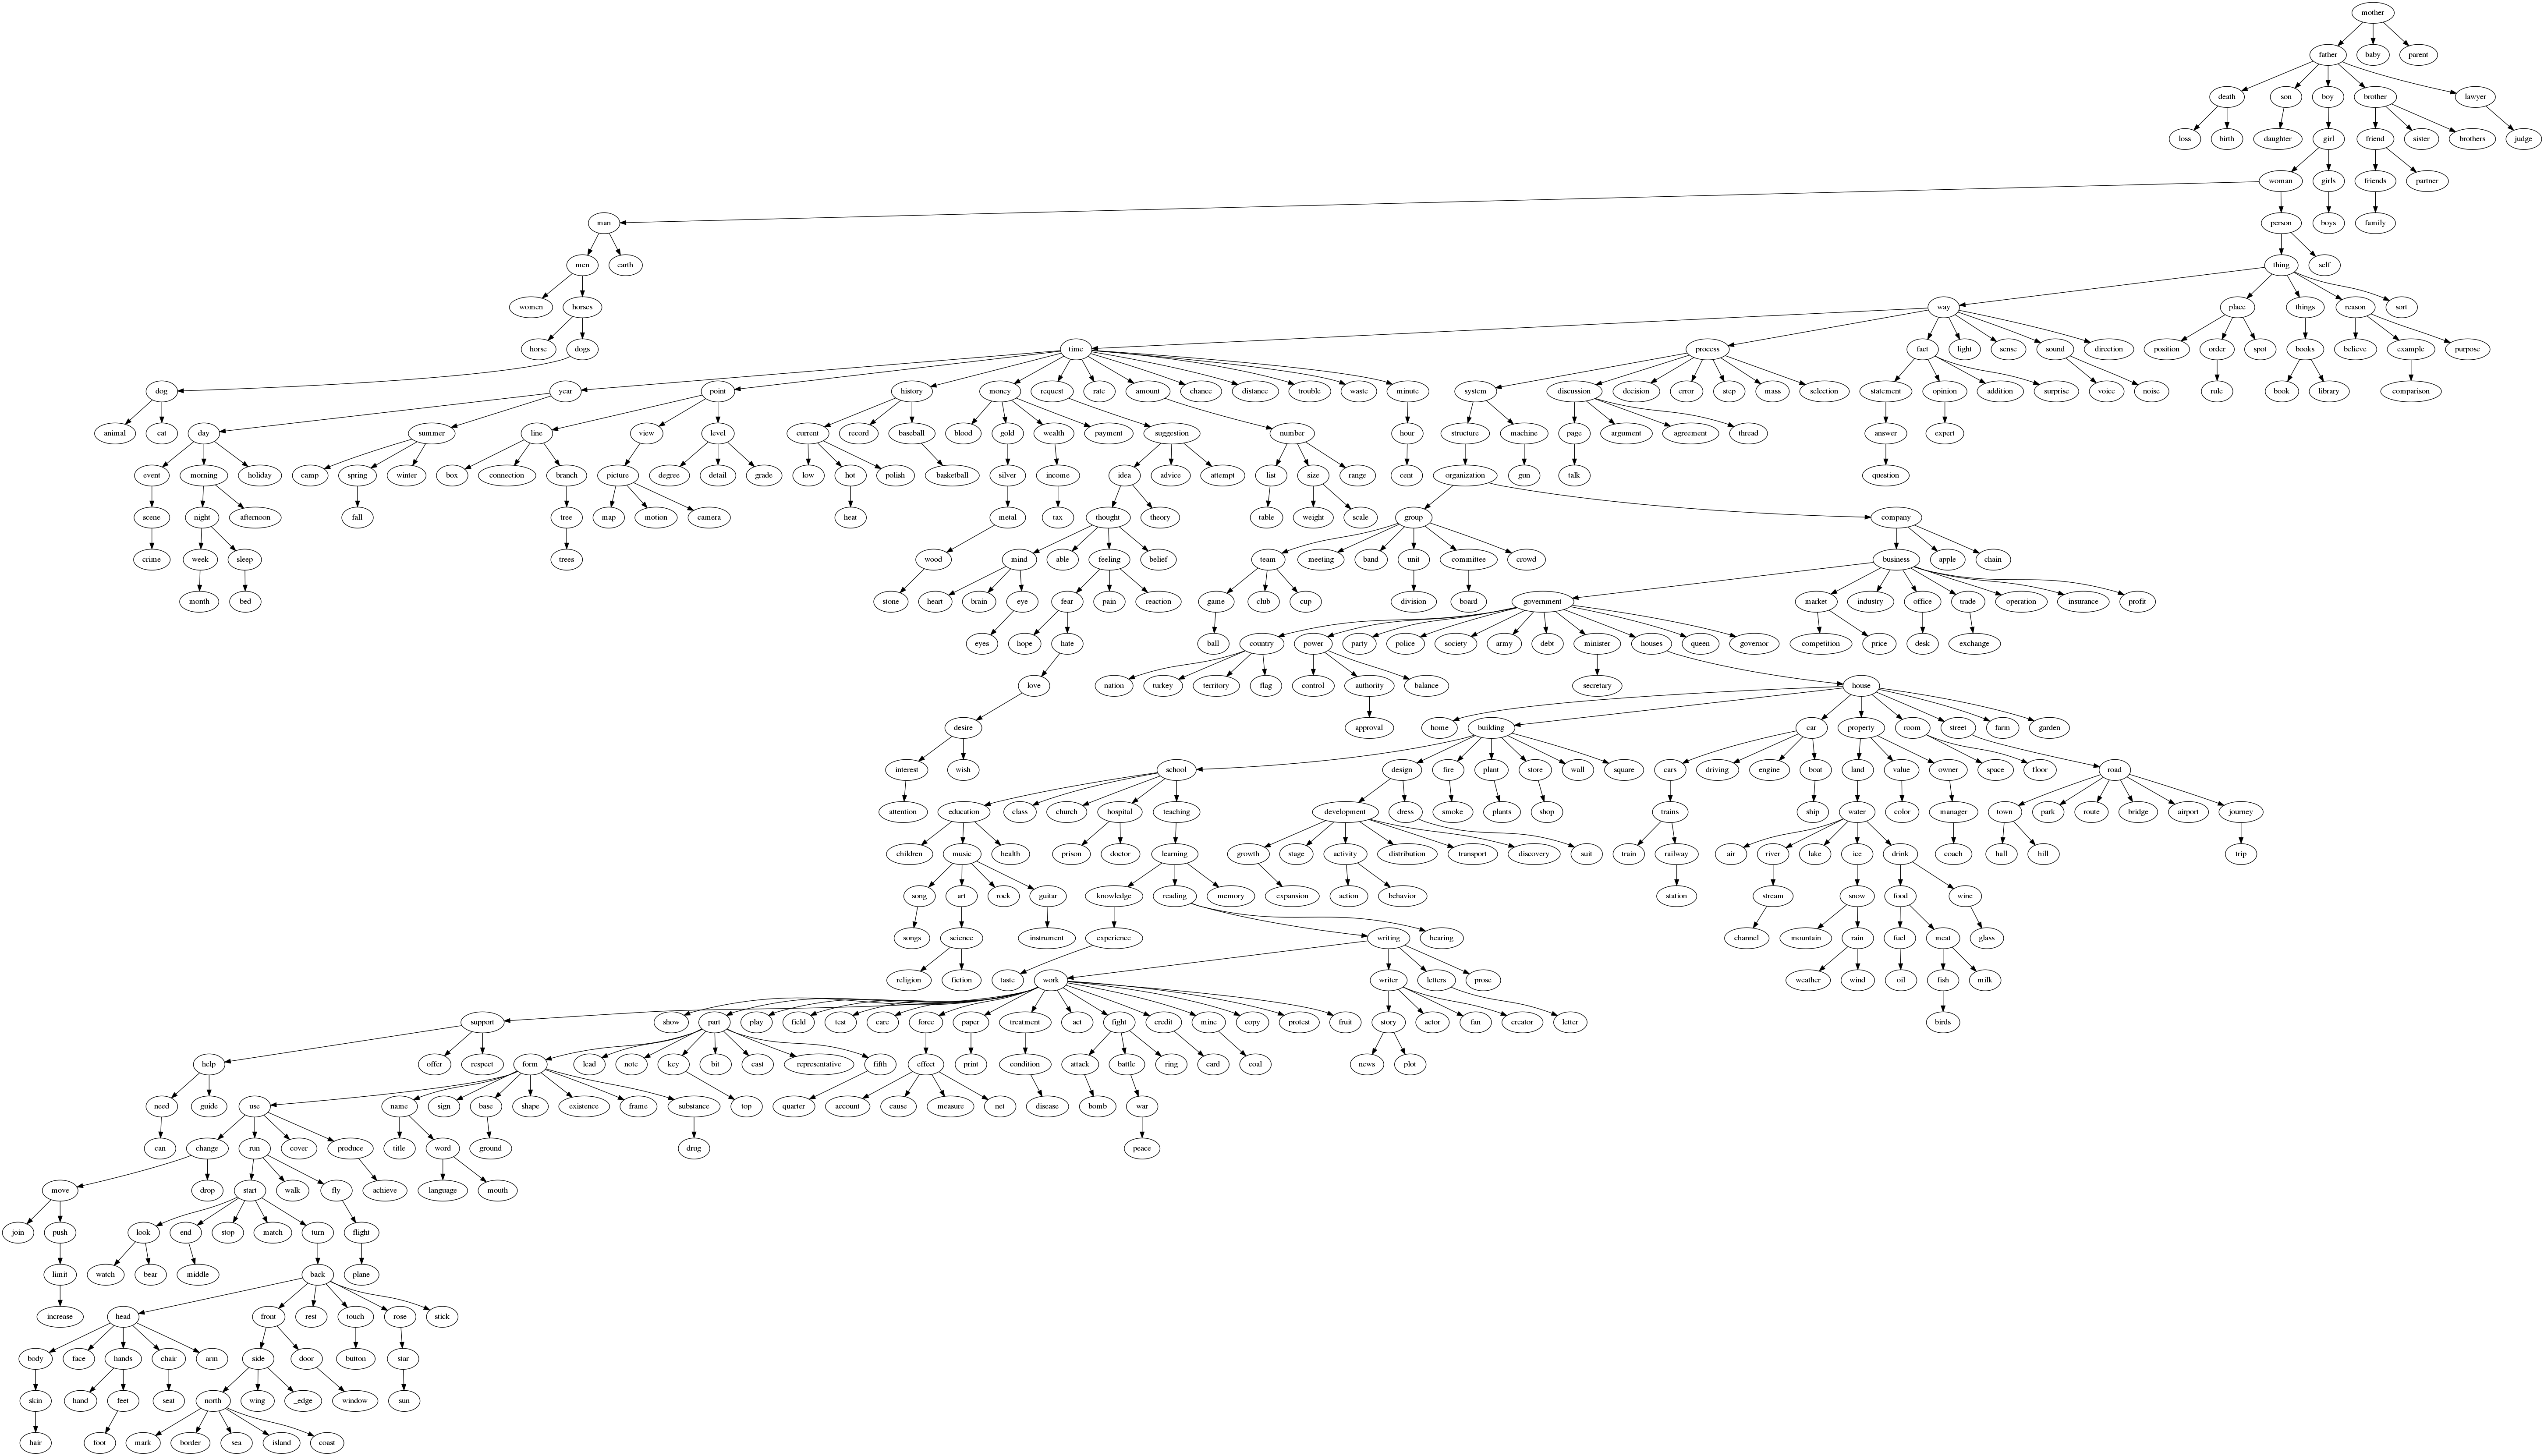 mother
father baby parent
death son boy brother lawyer
loss birth daughter girl friend sister brothers judge
woman girls friends partner
man person boys family
men earth thing self
women horses way place things reason sort
horse dogs time process fact light sense sound direction position order spot books believe example purpose
dog year point history money request rate amount chance distance trouble waste minute system discussion decision error step mass selection statement opinion addition surprise voice noise rule book library comparison
animal cat day summer line view level current record baseball blood gold wealth payment suggestion number hour structure machine page argument agreement thread answer expert
event morning holiday camp spring winter box connection branch picture degree detail grade low hot polish basketball silver income idea advice attempt list size range cent organization gun talk question
scene night afternoon fall tree map motion camera heat metal tax thought theory table weight scale group company
crime week sleep trees wood mind able feeling belief team meeting band unit committee crowd business apple chain
month bed stone heart brain eye fear pain reaction game club cup division board government market industry office trade operation insurance profit
eyes hope hate ball country power party police society army debt minister houses queen governor competition price desk exchange
love nation turkey territory flag control authority balance secretary house
desire approval home building car property room street farm garden
interest wish school design fire plant store wall square cars driving engine boat land value owner space floor road
attention education class church hospital teaching development dress smoke plants shop trains ship water color manager town park route bridge airport journey
children music health prison doctor learning growth stage activity distribution transport discovery suit train railway air river lake ice drink coach hall hill trip
song art rock guitar knowledge reading memory expansion action behavior station stream snow food wine
songs science instrument experience writing hearing channel mountain rain fuel meat glass
religion fiction taste work writer letters prose weather wind oil fish milk
support show part play field test care force paper treatment act fight credit mine copy protest fruit story actor fan creator letter birds
help offer respect form lead note key bit cast representative fifth effect print condition attack battle ring card coal news plot
need guide use name sign base shape existence frame substance top quarter account cause measure net disease bomb war
can change run cover produce title word ground drug peace
move drop start walk fly achieve language mouth
join push look end stop match turn flight
limit watch bear middle back plane
increase head front rest touch rose stick
body face hands chair arm side door button star
skin hand feet seat north wing _edge window sun
hair foot mark border sea island coast